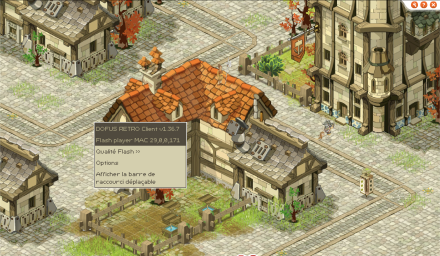 DOFUS RETRO Client v1.36.7
Flash player MAC 29,0,0,171
Qualité Flash >>
Options
Afficher la barre de
raccourci déplaçable